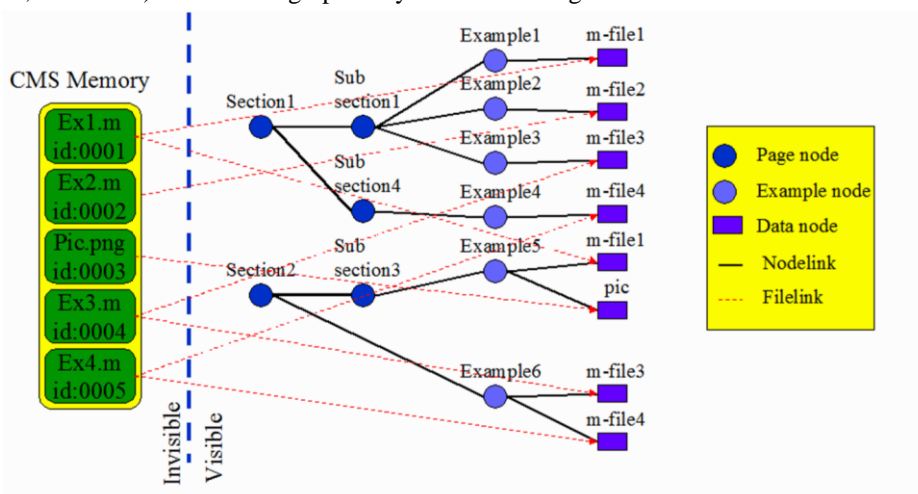 CMS Memory
Ex1.m
id:0001
Ex2.m
id:0002
Pic.png
id:0003
Ex3.m
id:0004
Ex4.m
id:0005
Invisible
Visible
Section1
Sub
section1
Sub
section4
Section2
Sub
section3
Example1
Example2
Example3
Example4
Example5
Example6
m-file1
m-file2
m-file3
m-file4
m-file1
pic
m-file3
m-file4
Page node
Example node
Data node
Nodelink
Filelink